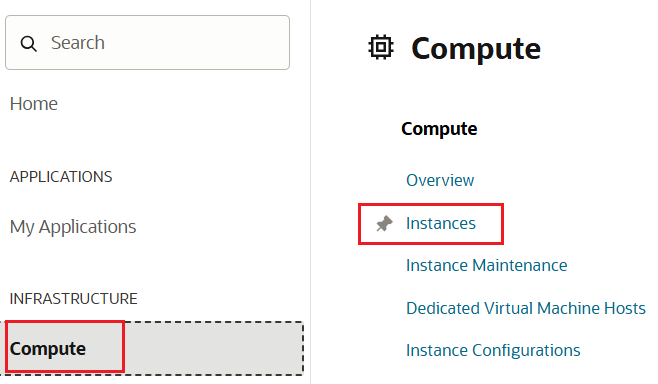 Search
Home
APPLICATIONS
My Applications
INFRASTRUCTURE
Compute
Compute
Compute
Overview
Instances
Instance Maintenance
Dedicated Virtual Machine Hosts
Instance Configurations